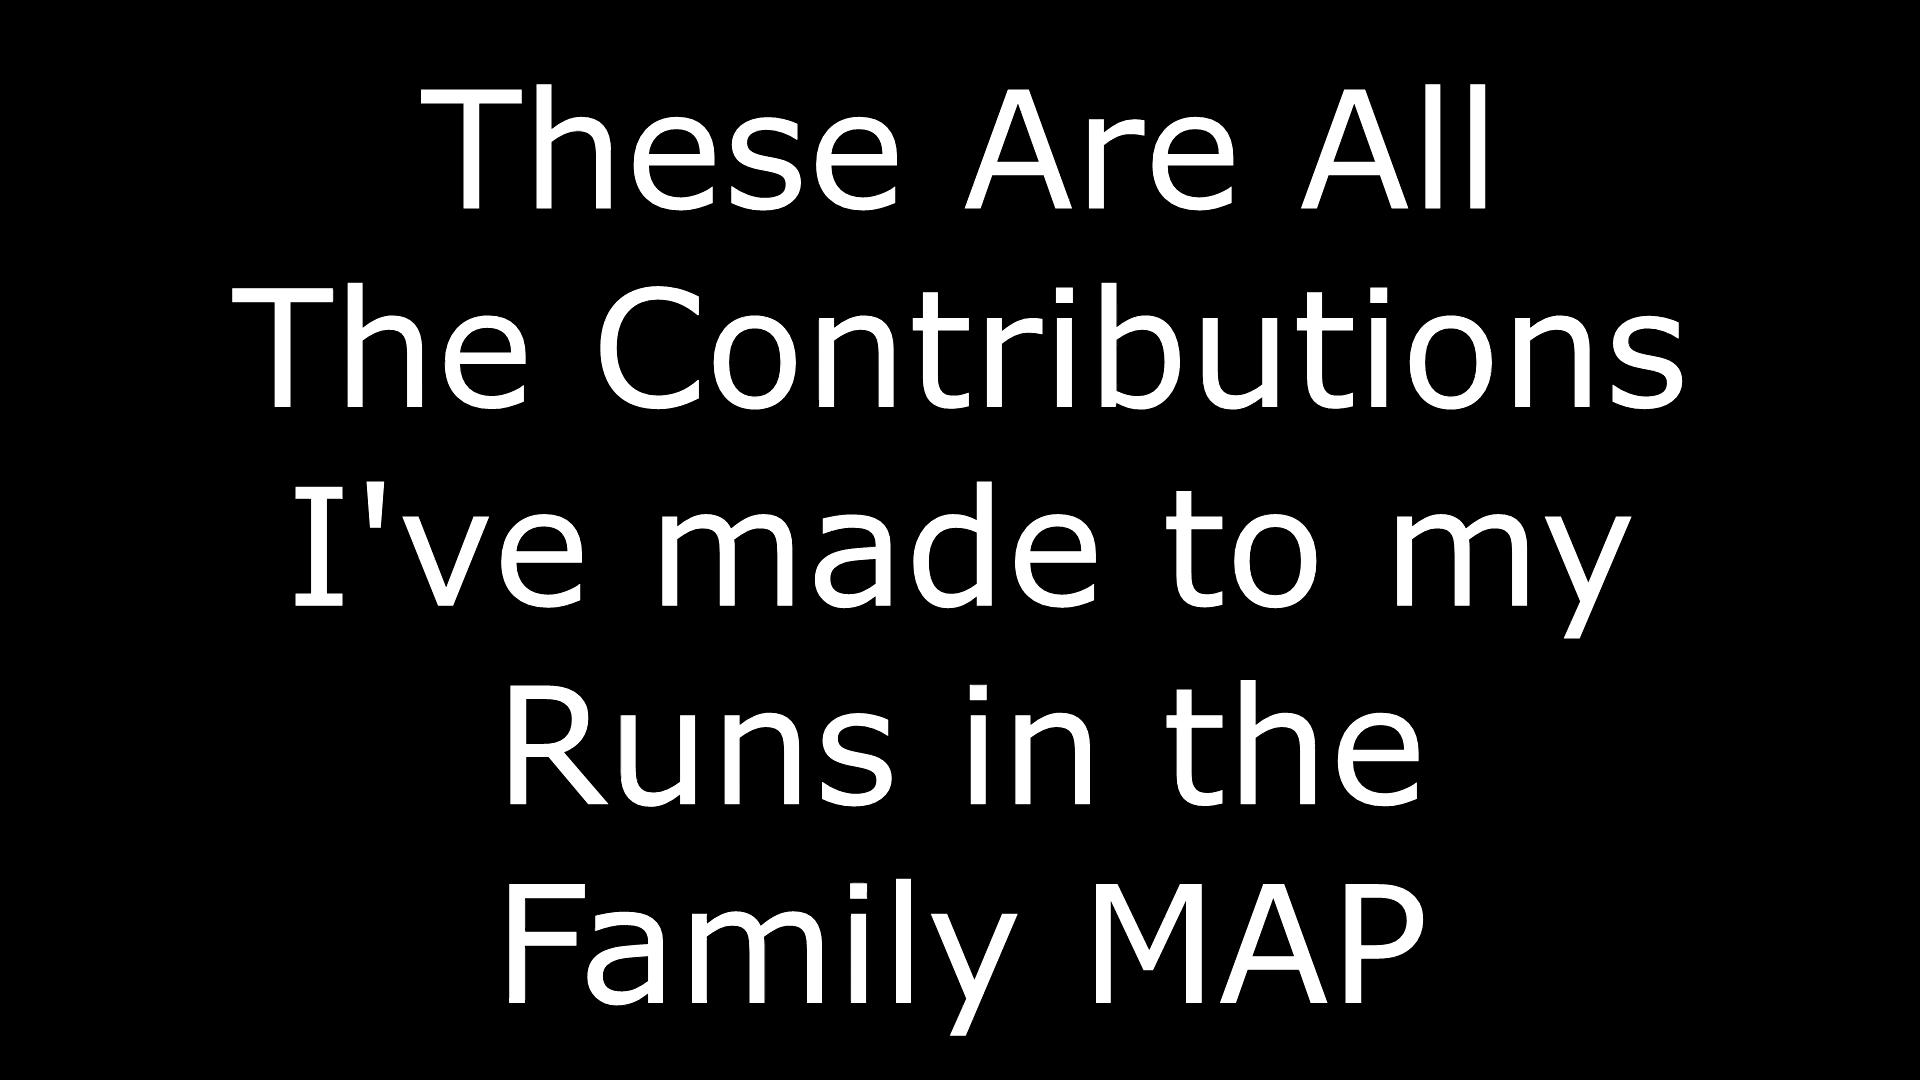 These Are All
The Contributions
I've made to my
Runs in the
Family MAP